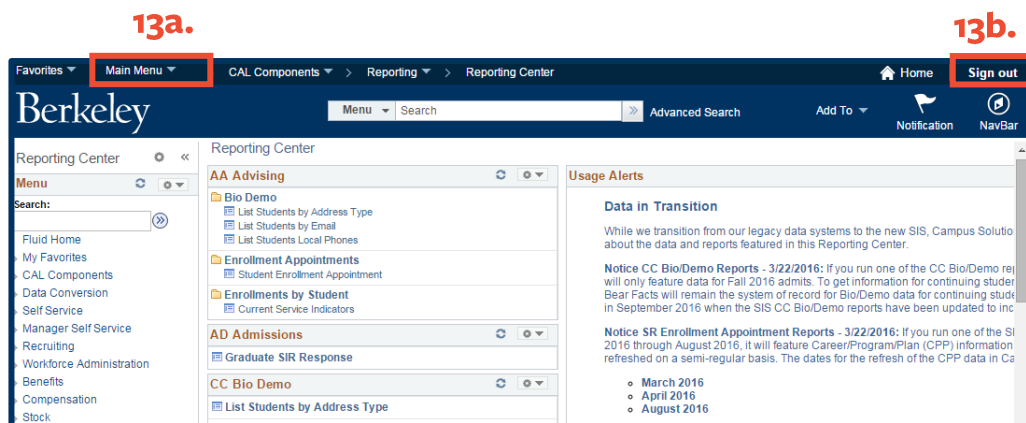 13a.
13b.
Favorites
Main Menu
CAL Components > Reporting > Reporting Center
Home
Sign out
Berkeley
Menu
Search
»
Advanced Search
Add To
Notification
NavBar
Reporting Center
«
Menu
Search:
Fluid Home
My Favorites
CAL Components
Data Conversion
Self Service
Manager Self Service
Recruiting
Workforce Administration
Benefits
Compensation
Stock
Reporting Center
AA Advising
Bio Demo
List Students by Address Type
List Students by Email
List Students Local Phones
Enrollment Appointments
Student Enrollment Appointment
Enrollments by Student
Current Service Indicators
AD Admissions
Graduate SIR Response
CC Bio Demo
List Students by Address Type
Usage Alerts
Data in Transition
While we transition from our legacy data systems to the new SIS, Campus Solutio
about the data and reports featured in this Reporting Center.
Notice CC Bio/Demo Reports - 3/22/2016: If you run one of the CC Bio/Demo rep
will only feature data for Fall 2016 admits. To get information for continuing studen
Bear Facts will remain the system of record for Bio/Demo data for continuing stude
in September 2016 when the SIS CC Bio/Demo reports have been updated to inc
Notice SR Enrollment Appointment Reports - 3/22/2016: If you run one of the S
2016 through August 2016, it will feature Career/Program/Plan (CPP) information
refreshed on a semi-regular basis. The dates for the refresh of the CPP data in Ca
March 2016
April 2016
August 2016